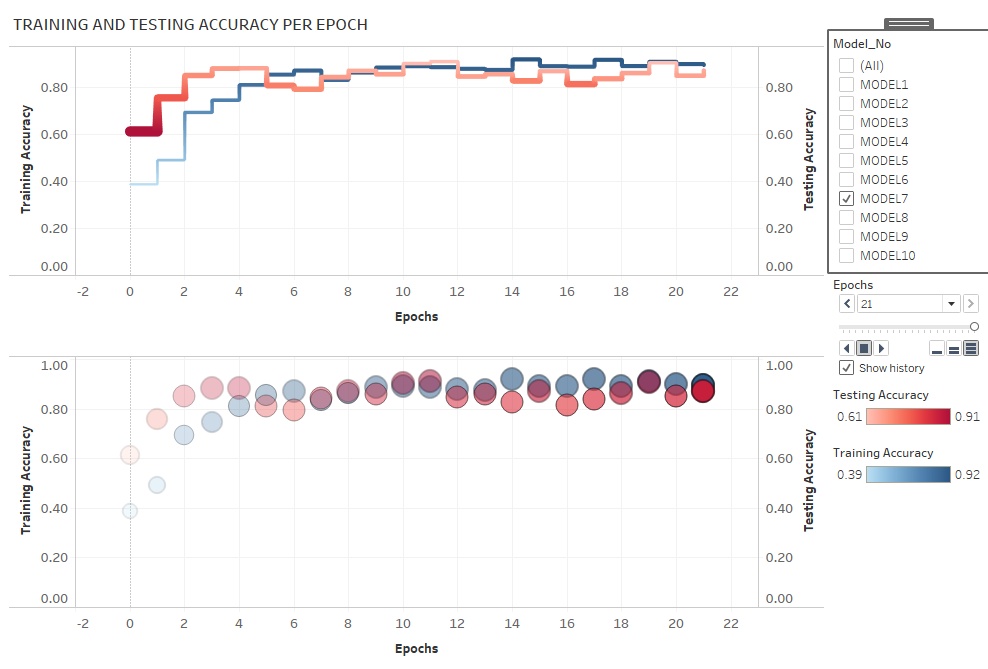 TRAINING AND TESTING ACCURACY PER EPOCH
Training Accuracy
0.80
0.60
0.40
0.20
0.00
-2 0 2 4 6 8 10 12 14 16 18 20 22
Epochs
0.80
0.60
0.40
0.20
0.00
Testing Accuracy
Training Accuracy
1.00
0.80
0.60
0.40
0.20
0.00
-2 0 2 4 6 8 10 12 14 16 18 20 22
Epochs
1.00
0.80
0.60
0.40
0.20
0.00
Testing Accuracy
Model_No
(All)
MODEL1
MODEL2
MODEL3
MODEL4
MODEL5
MODEL6
MODEL7
MODEL8
MODEL9
MODEL10
Epochs
21
Show history
Testing Accuracy
0.61 0.91
Training Accuracy
0.39 0.92